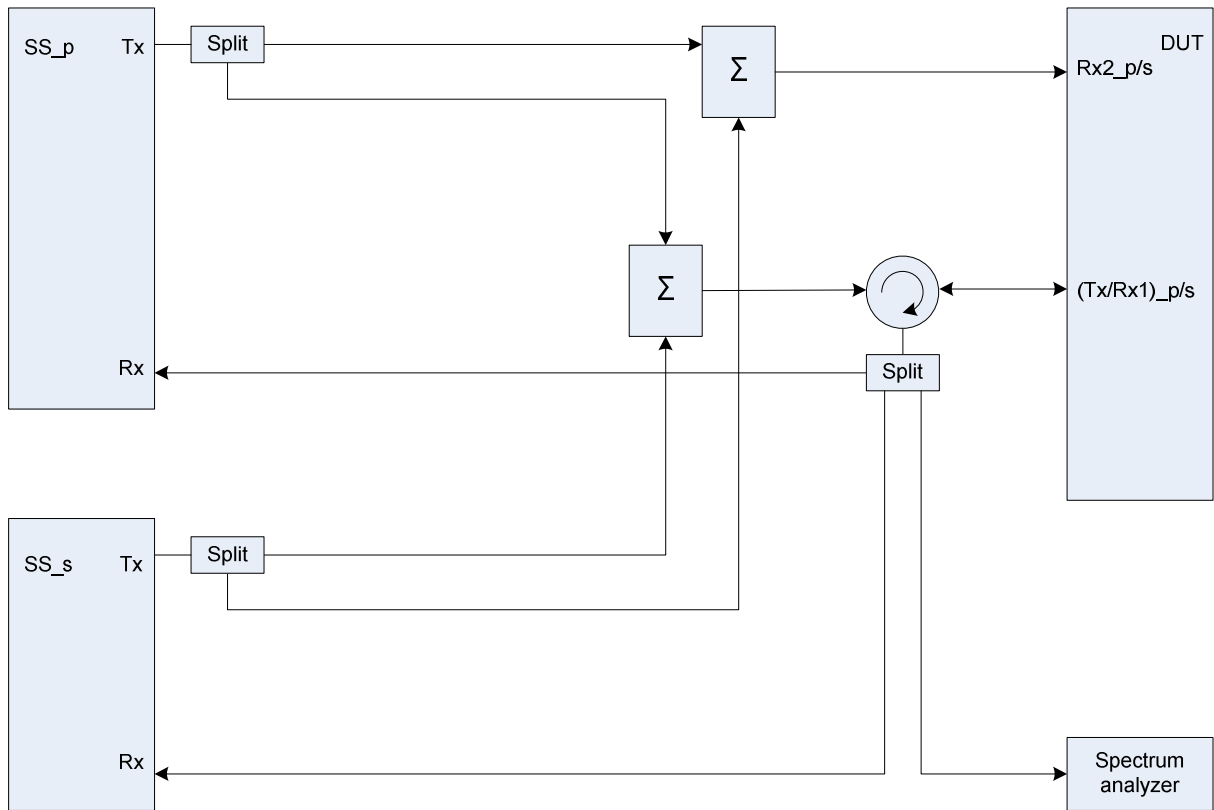 SS_p
Tx
Split
Σ
DUT
Rx2_p/s
Σ
(Tx/Rx1)_p/s
Rx
Split
SS_s
Tx
Split
Rx
Spectrum
analyzer